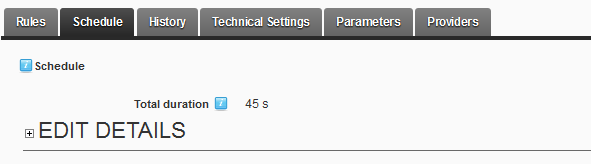 Rules Schedule History Technical Settings Parameters Providers
Schedule
Total duration 45 s
EDIT DETAILS